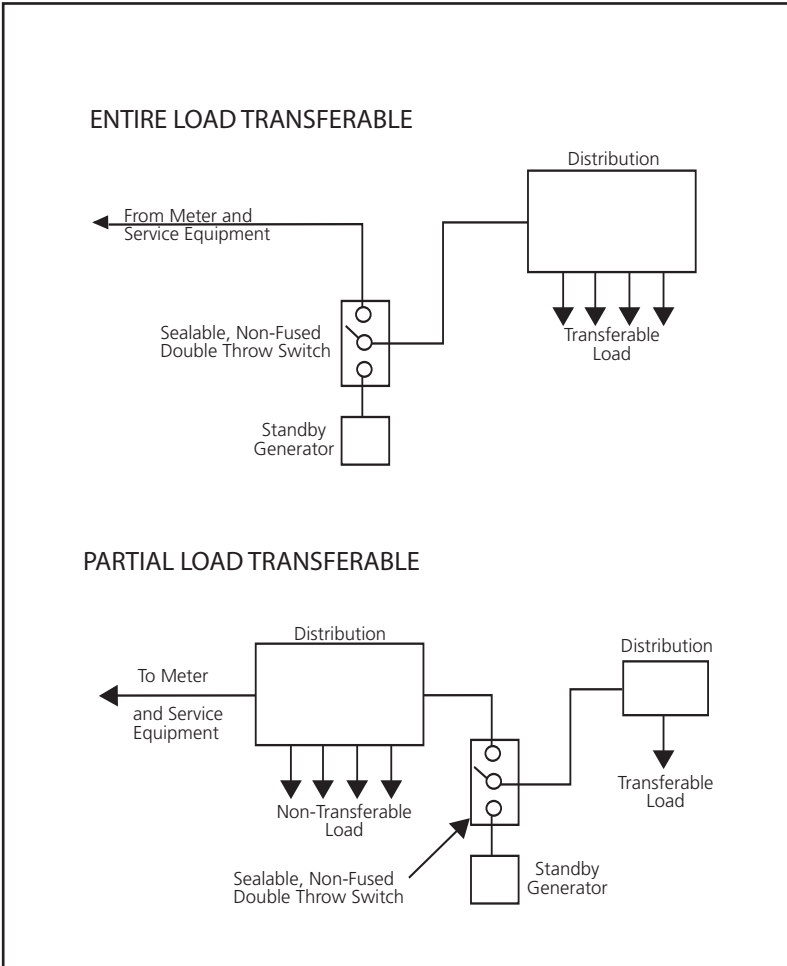 ENTIRE LOAD TRANSFERABLE
Distribution
From Meter and
Service Equipment
Sealable, Non-Fused
Double Throw Switch
Transferable
Load
Standby
Generator
PARTIAL LOAD TRANSFERABLE
Distribution
Distribution
To Meter
and Service
Equipment
Non-Transferable
Load
Transferable
Load
Sealable, Non-Fused
Double Throw Switch
Standby
Generator